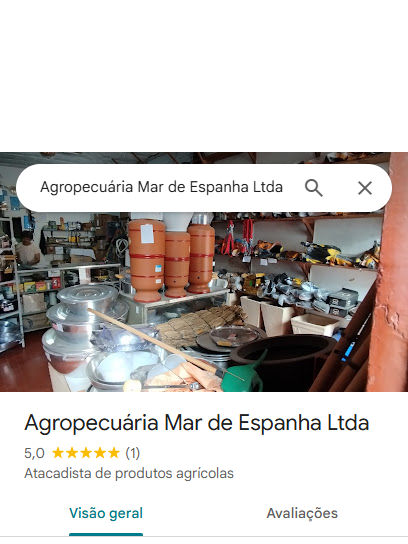 Agropecuária Mar de Espanha Ltda
Agropecuária Mar de Espanha Ltda
5,0 (1)
Atacadista de produtos agrícolas
Visão geral Avaliações